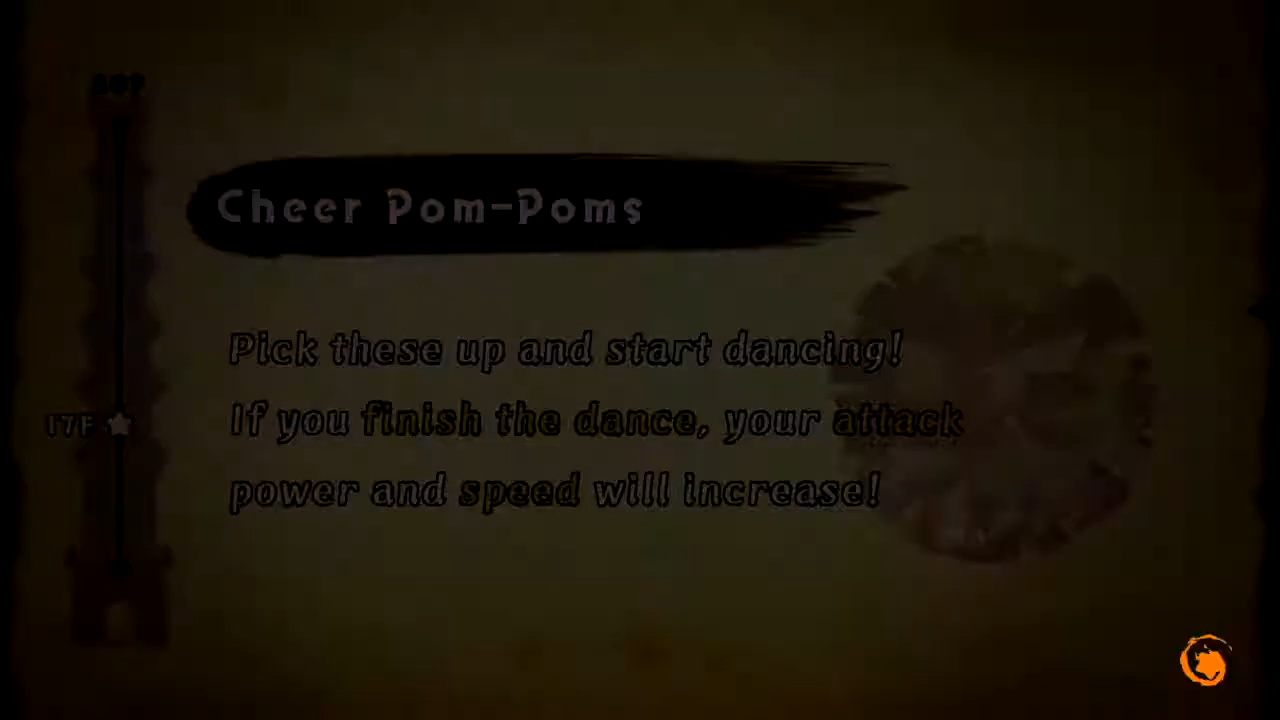 Cheer Pom-Poms
Pick these up and start dancing!
If you finish the dance, your attack
17F
power and speed will increase!